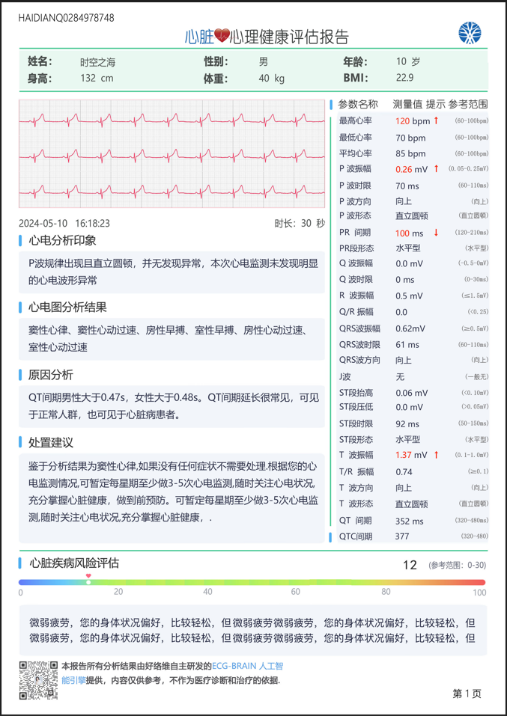 HAIDIANQ0284978748
心脏心理健康评估报告
姓名: 时空之海 性别: 男 年龄: 10 岁
身高: 132 cm 体重: 40 kg BMI: 22.9
2024-05-10 16:18:23 时长: 30 秒
心电分析印象
P波规律出现且直立圆顿，并无发现异常，本次心电监测未发现明显
的心电波形异常
心电图分析结果
窦性心律、窦性心动过速、房性早搏、室性早搏、房性心动过速、
室性心动过速
原因分析
QT间期男性大于0.47s，女性大于0.48s。QT间期延长很常见，可见
于正常人群，也可见于心脏病患者。
处置建议
鉴于分析结果为窦性心律,如果没有任何症状不需要处理.根据您的心
电监测情况,可暂定每星期至少做3-5次心电监测,随时关注心电状况,
充分掌握心脏健康，做到前预防。可暂定每星期至少做3-5次心电监
测,随时关注心电状况,充分掌握心脏健康，.
参数名称 测量值 提示 参考范围
最高心率 120 bpm ↑ (60-100bpm)
最低心率 70 bpm (60-100bpm)
平均心率 85 bpm (60-100bpm)
P 波振幅 0.26 mV ↑ (0.05-0.25mV)
P 波时限 70 ms (60-110ms)
P 波方向 向上 (向上)
P 波形态 直立圆顿 (直立圆顿)
PR 间期 100 ms ↓ (120-210ms)
PR段形态 水平型 (水平型)
Q 波振幅 0.0 mV (-0.5-0mV)
Q 波时限 0 ms (0-30ms)
R 波振幅 0.5 mV (≤1.5mV)
Q/R 振幅 0.0 (<0.25)
QRS波振幅 0.62mV (≥0.5mV)
QRS波时限 61 ms (60-110ms)
QRS波方向 向上 (向上)
J波 无 (一般无)
ST段抬高 0.06 mV (<0.10mV)
ST段压低 0.0 mV (>0.05mV)
ST段时限 92 ms (50-150ms)
ST段形态 水平型 (水平型)
T 波振幅 1.37 mV ↑ (0.1-1.0mV)
T/R 振幅 0.74 (≥0.1)
T 波方向 向上 (向上)
T 波形态 直立圆顿 (直立圆顿)
QT 间期 352 ms (320-480ms)
QTC间期 377 (320-480)
心脏疾病风险评估 12 (参考范围: 0-30)
0 20 40 60 80 100
微弱疲劳，您的身体状况偏好，比较轻松，但微弱疲劳微弱疲劳，您的身体状况偏好，比较轻松，但
微弱疲劳，您的身体状况偏好，比较轻松，但微弱疲劳微弱疲劳，您的身体状况偏好，比较轻松，但
本报告所有分析结果由好络维自主研发的ECG-BRAIN 人工智
能引擎提供，内容仅供参考，不作为医疗诊断和治疗的依据.
第 1 页